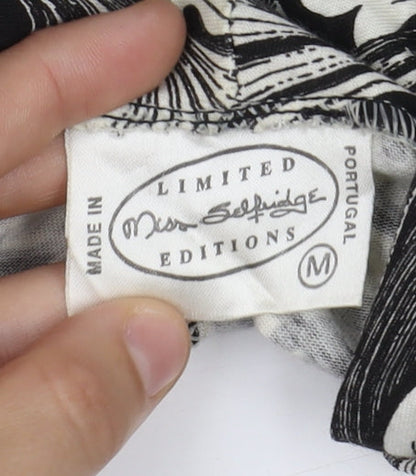 MADE IN
LIMITED
Miss Selfridge
EDITIONS
PORTUGAL
M